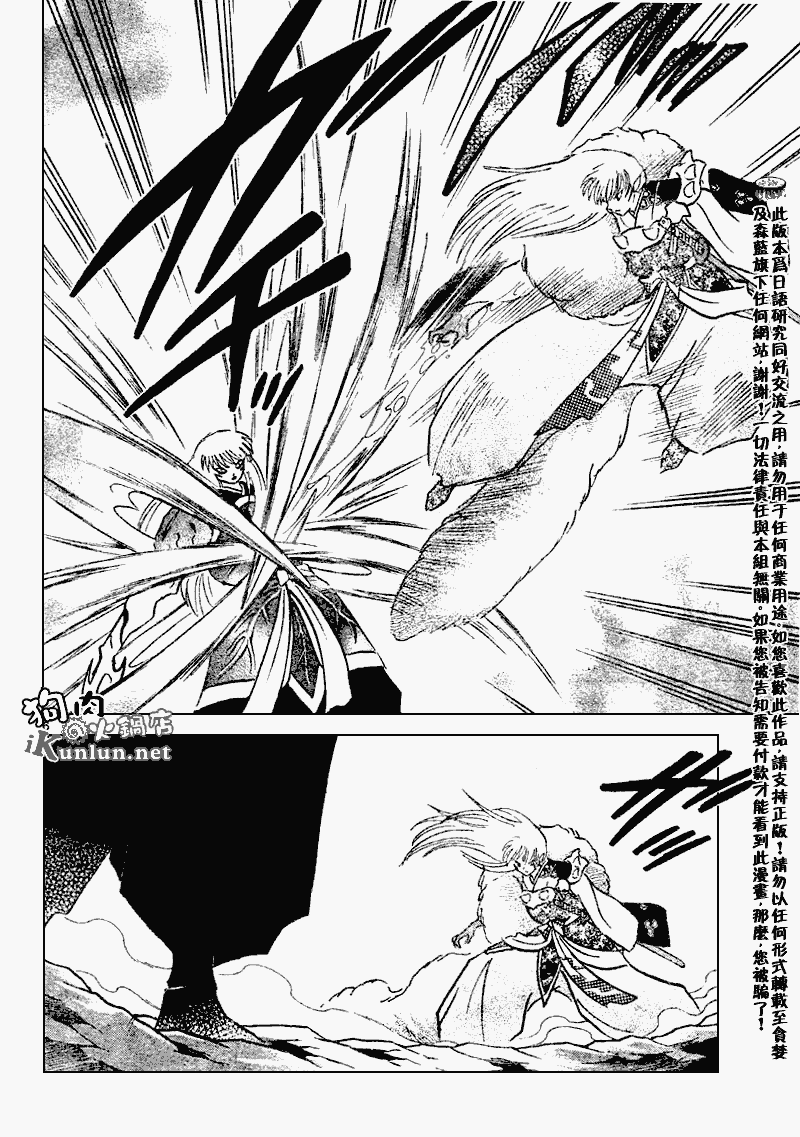 此版本爲日語研究同好交流之用，請勿用于任何商業用途。如您喜歡此作品，請支持正版！請勿以任何形式轉載至貪婪
及森藍旗下任何網站，謝謝！一切法律責任與本組無關。如果您被告知需要付款才能看到此漫畫，那麼，您被騙了！
狗肉火鍋店
iKunlun.net